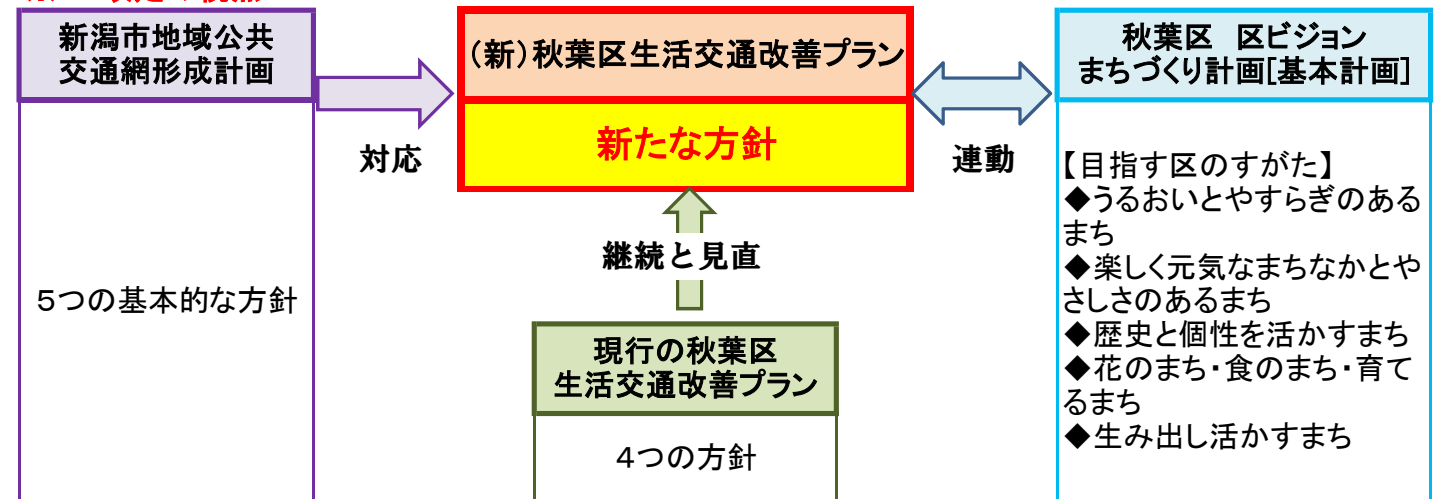 新潟市地域公共
交通網形成計画
5つの基本的な方針
対応
(新)秋葉区生活交通改善プラン
新たな方針
継続と見直
現行の秋葉区
生活交通改善プラン
4つの方針
連動
秋葉区 区ビジョン
まちづくり計画[基本計画]
【目指す区のすがた】
◆うるおいとやすらぎのある
まち
◆楽しく元気なまちなかとや
さしさのあるまち
◆歴史と個性を活かすまち
◆花のまち・食のまち・育て
るまち
◆生み出し活かすまち